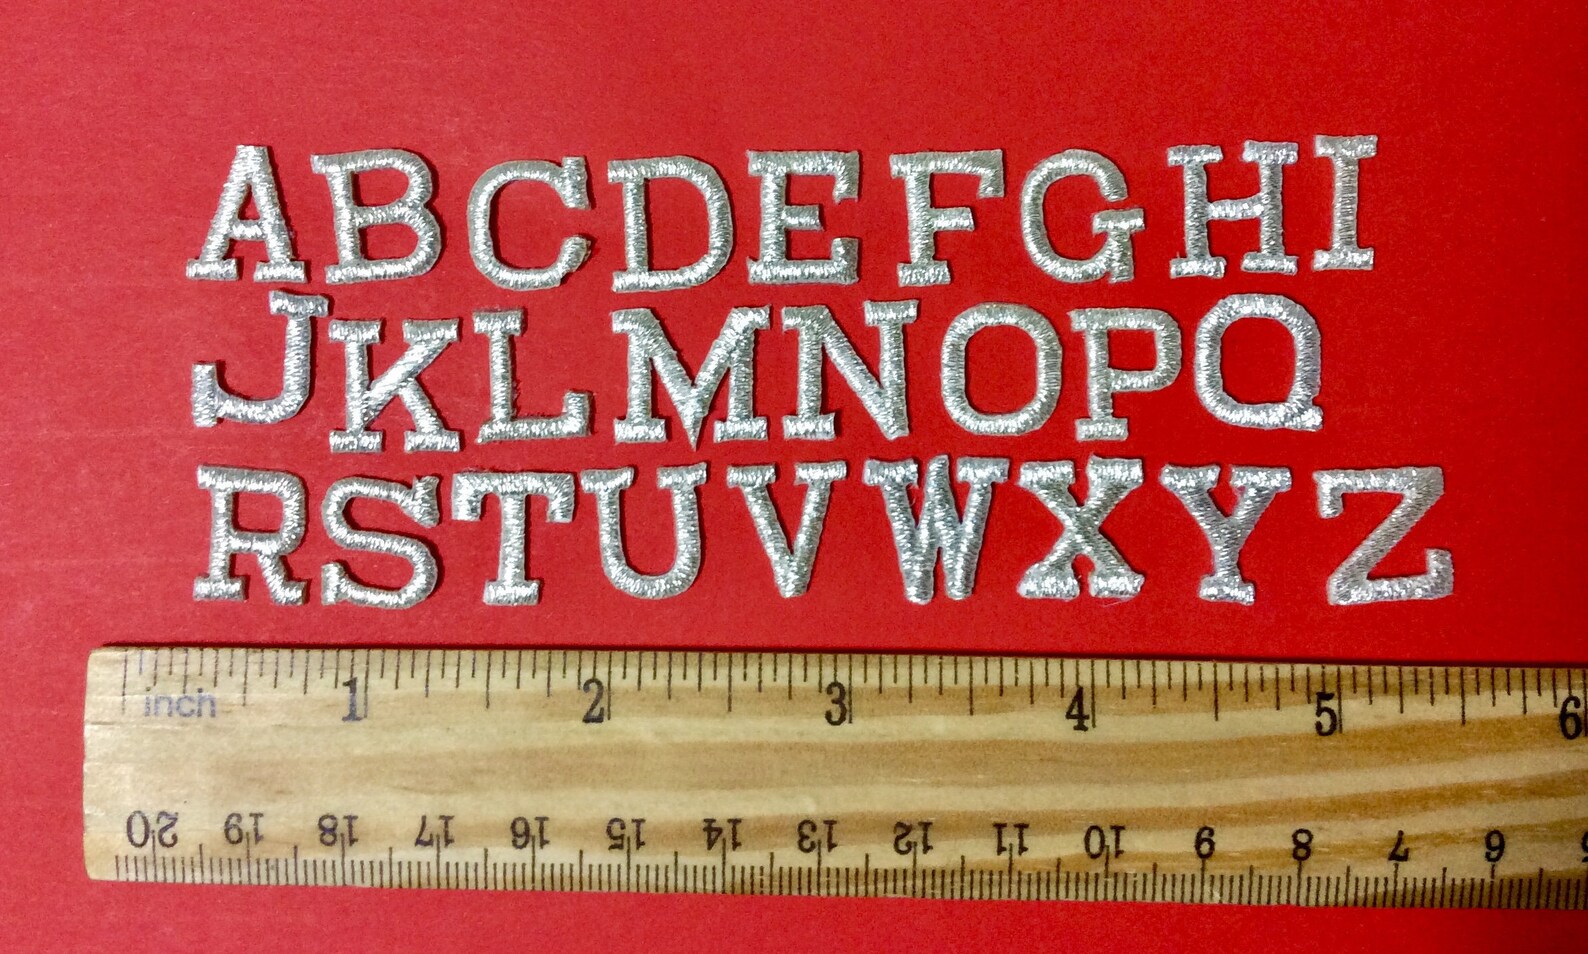 ABCDEFGHI
JKLMNOPQ
RSTUVWXYZ
inch 1 2 3 4 5 6
20 19 18 17 16 15 14 13 12 11 10 9 8 7 6